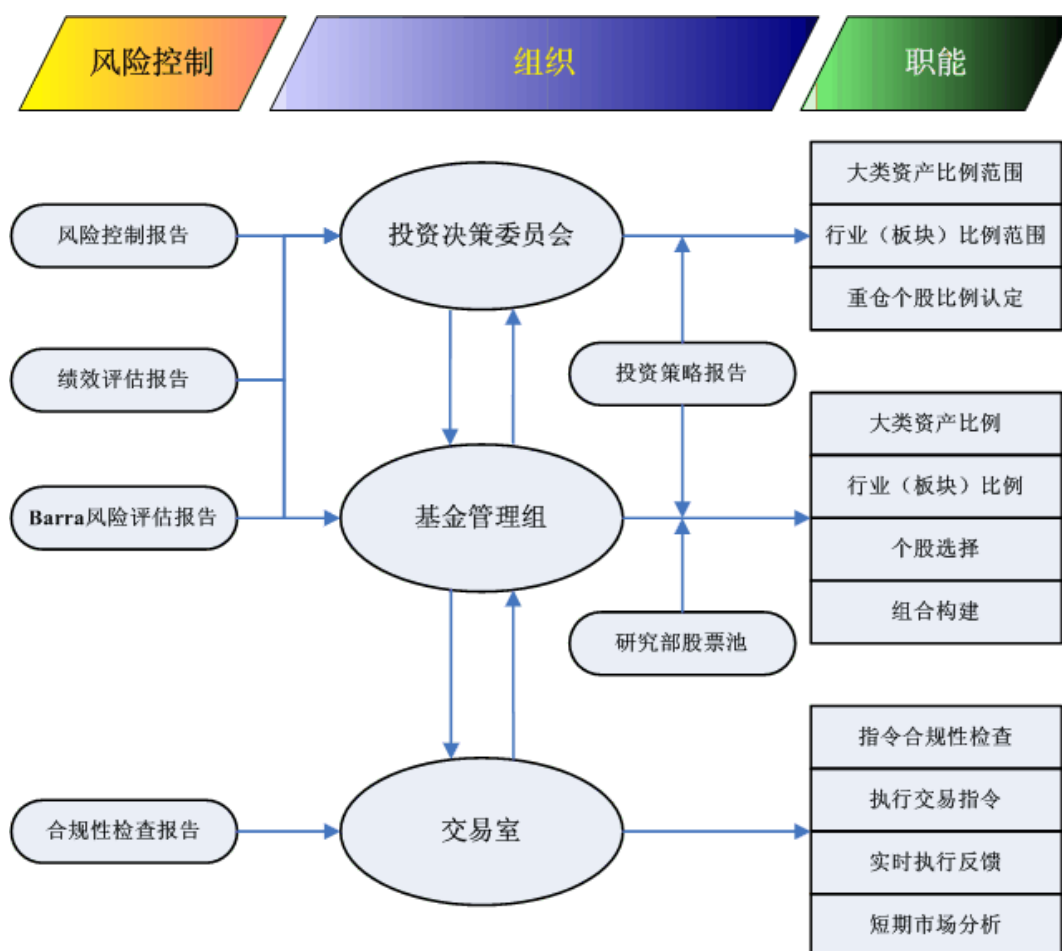 风险控制
组织
职能
大类资产比例范围
风险控制报告
投资决策委员会
行业（板块）比例范围
重仓个股比例认定
绩效评估报告
投资策略报告
大类资产比例
行业（板块）比例
Barra风险评估报告
基金管理组
个股选择
组合构建
研究部股票池
指令合规性检查
执行交易指令
合规性检查报告
交易室
实时执行反馈
短期市场分析